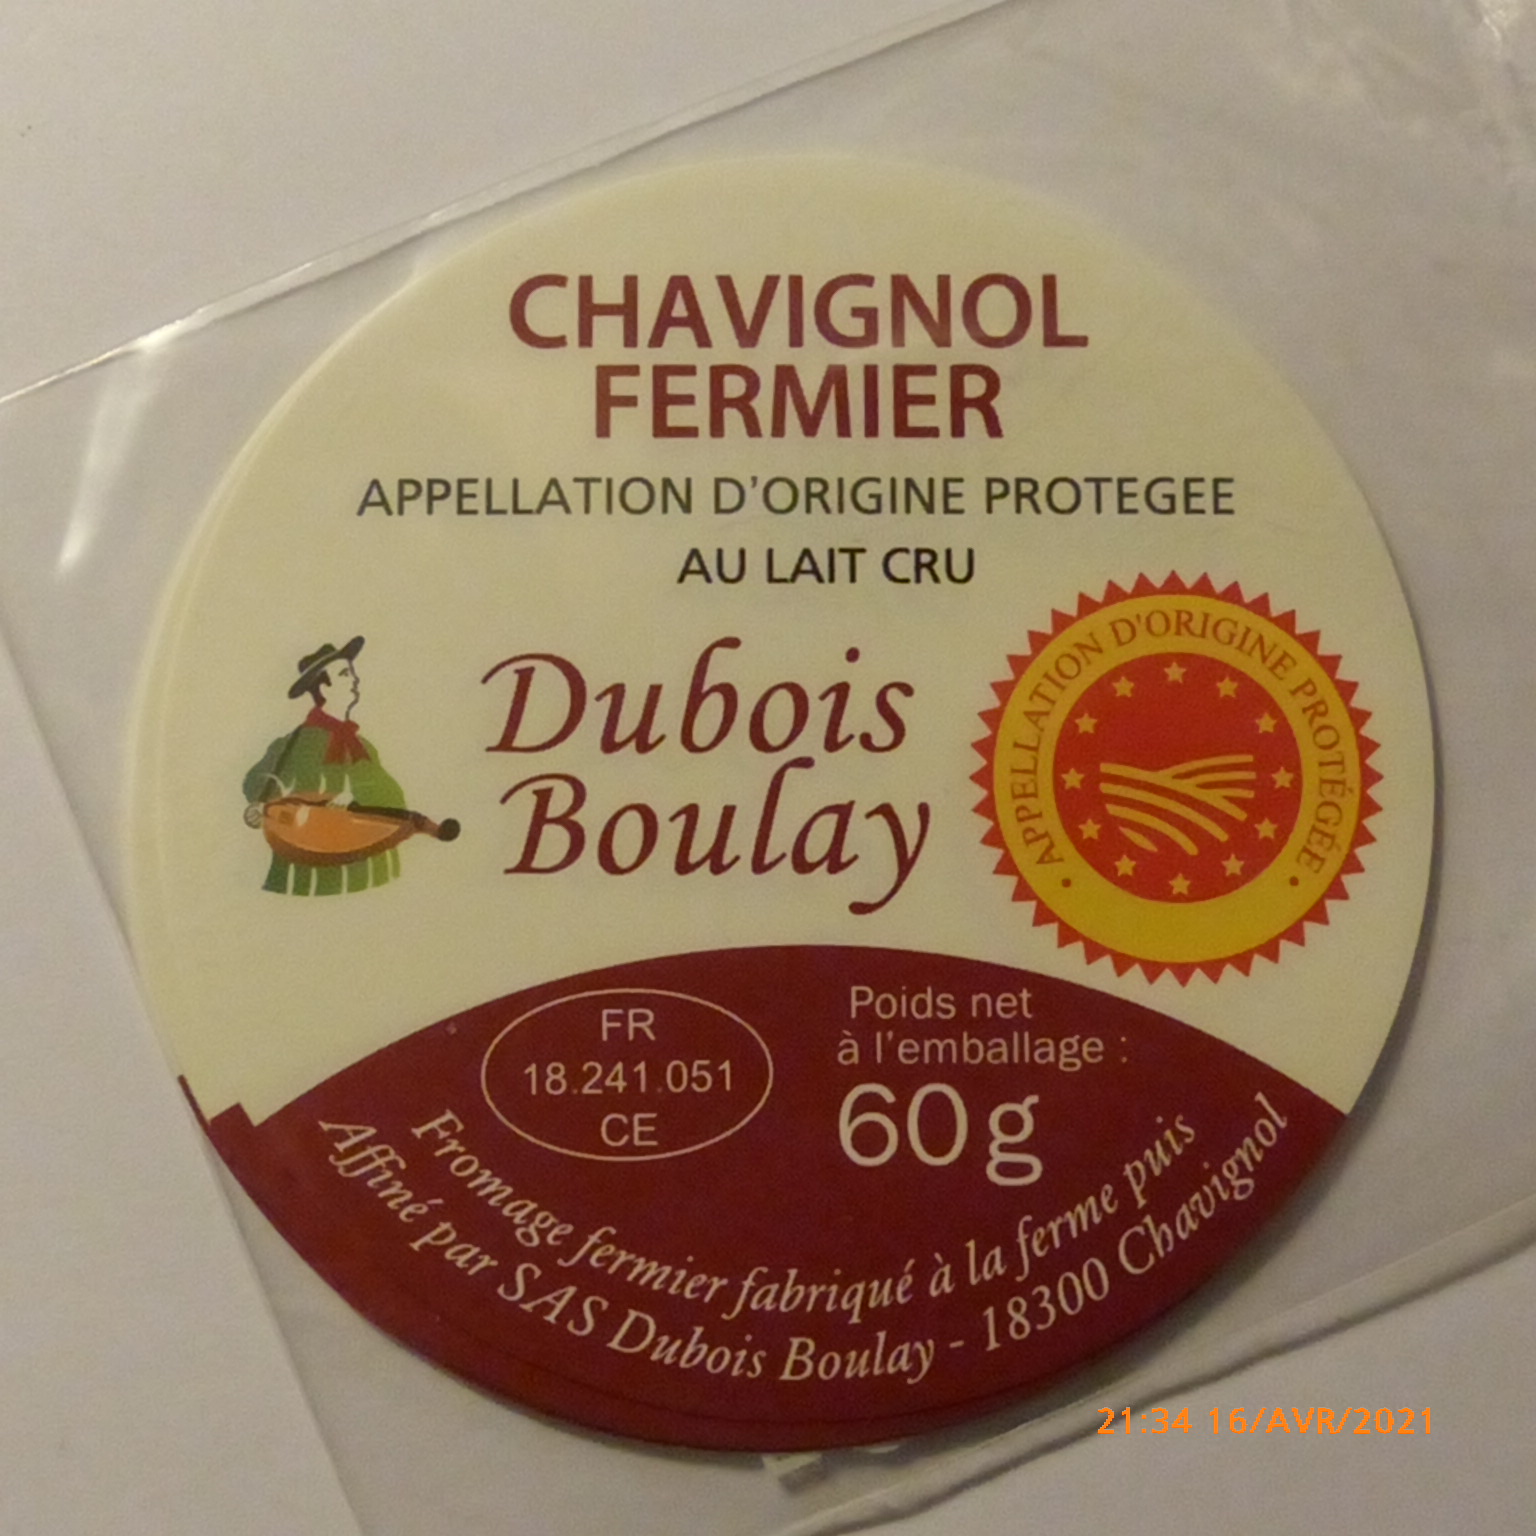 CHAVIGNOL
FERMIER
APPELLATION D'ORIGINE PROTEGEE
AU LAIT CRU
Dubois
Boulay
• APPELLATION D'ORIGINE PROTÉGÉE •
FR
18.241.051
CE
Poids net
à l'emballage :
60 g
Fromage fermier fabriqué à la ferme puis
Affiné par SAS Dubois Boulay - 18300 Chavignol
21:34 16/AVR/2021